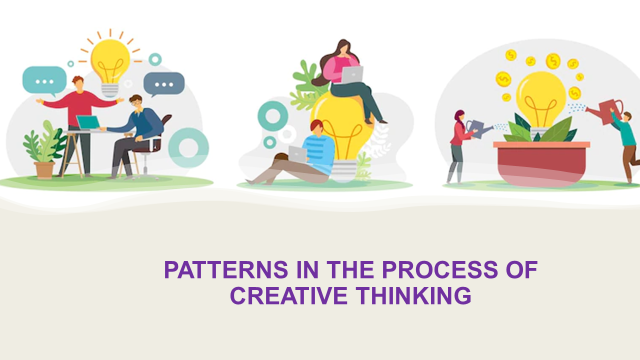 PATTERNS IN THE PROCESS OF
CREATIVE THINKING